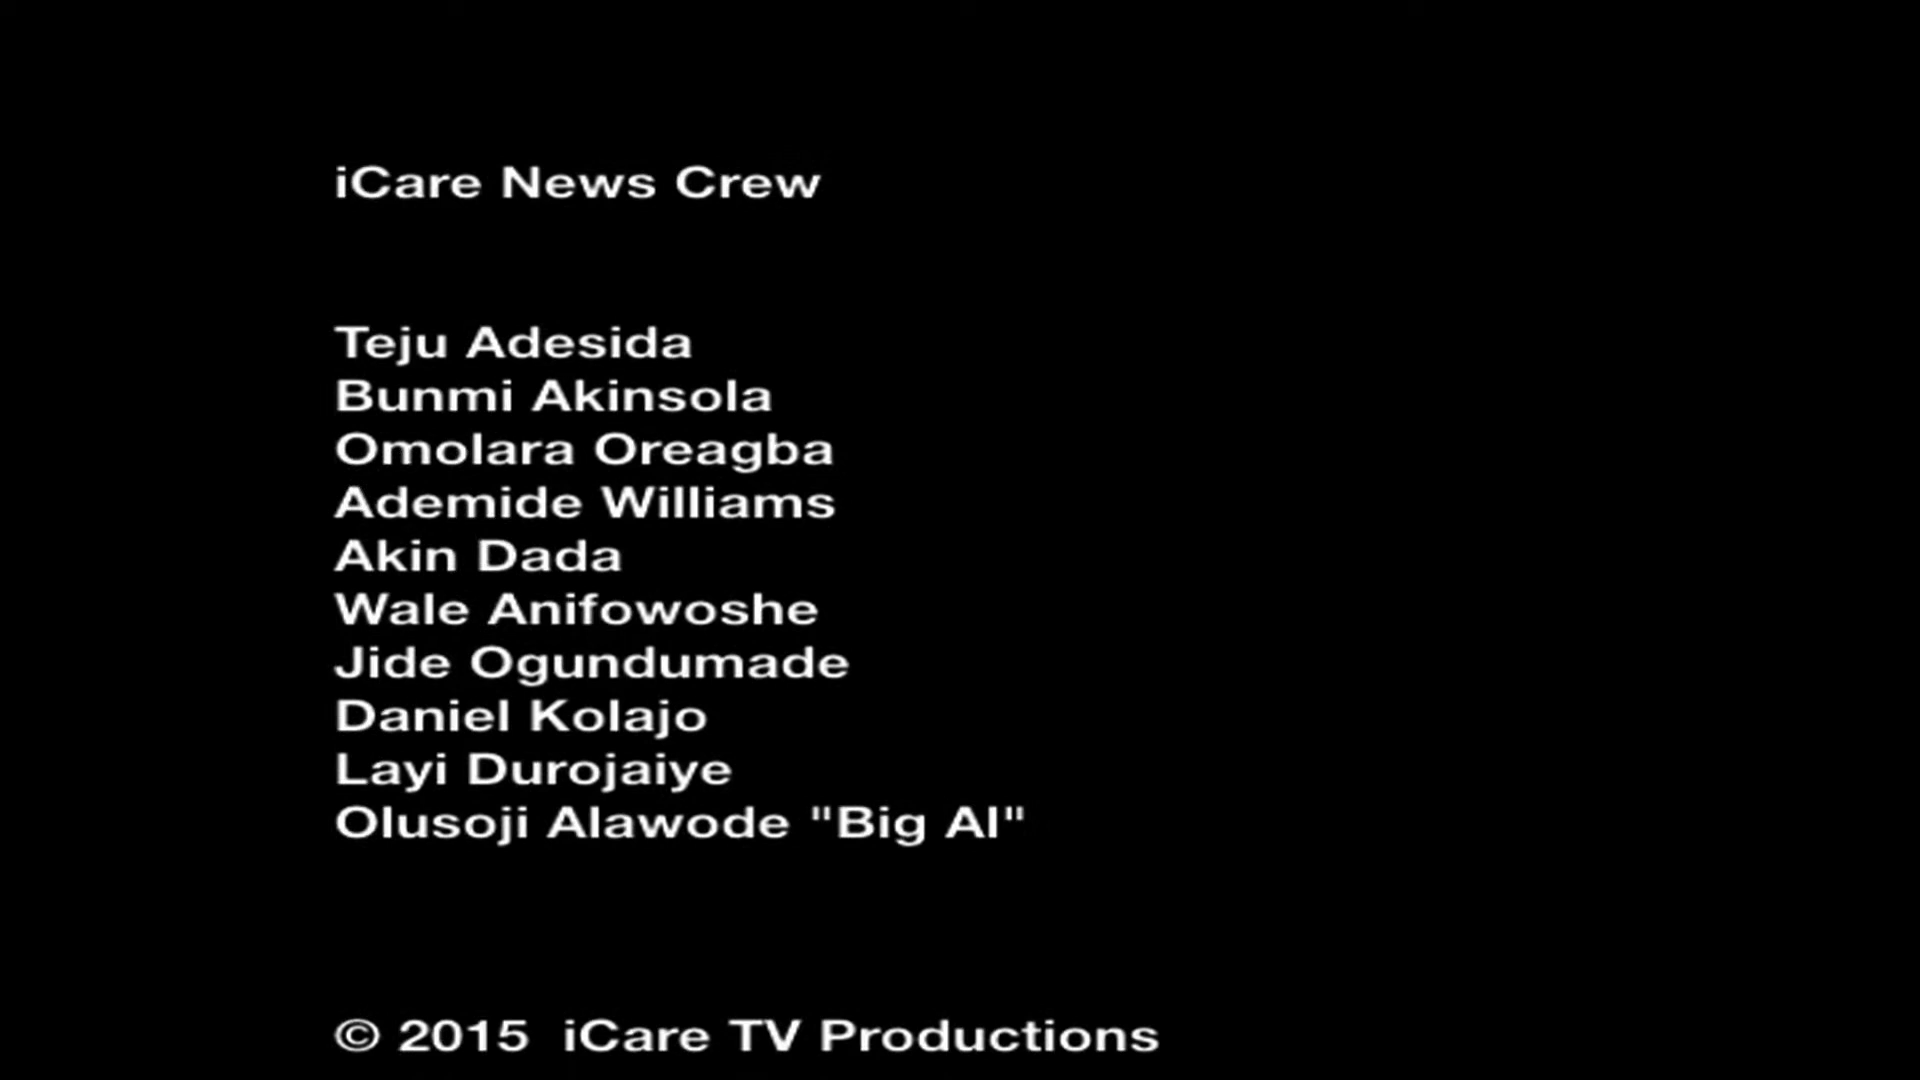 iCare News Crew
Teju Adesida
Bunmi Akinsola
Omolara Oreagba
Ademide Williams
Akin Dada
Wale Anifowoshe
Jide Ogundumade
Daniel Kolajo
Layi Durojaiye
Olusoji Alawode "Big Al"
© 2015  iCare TV Productions